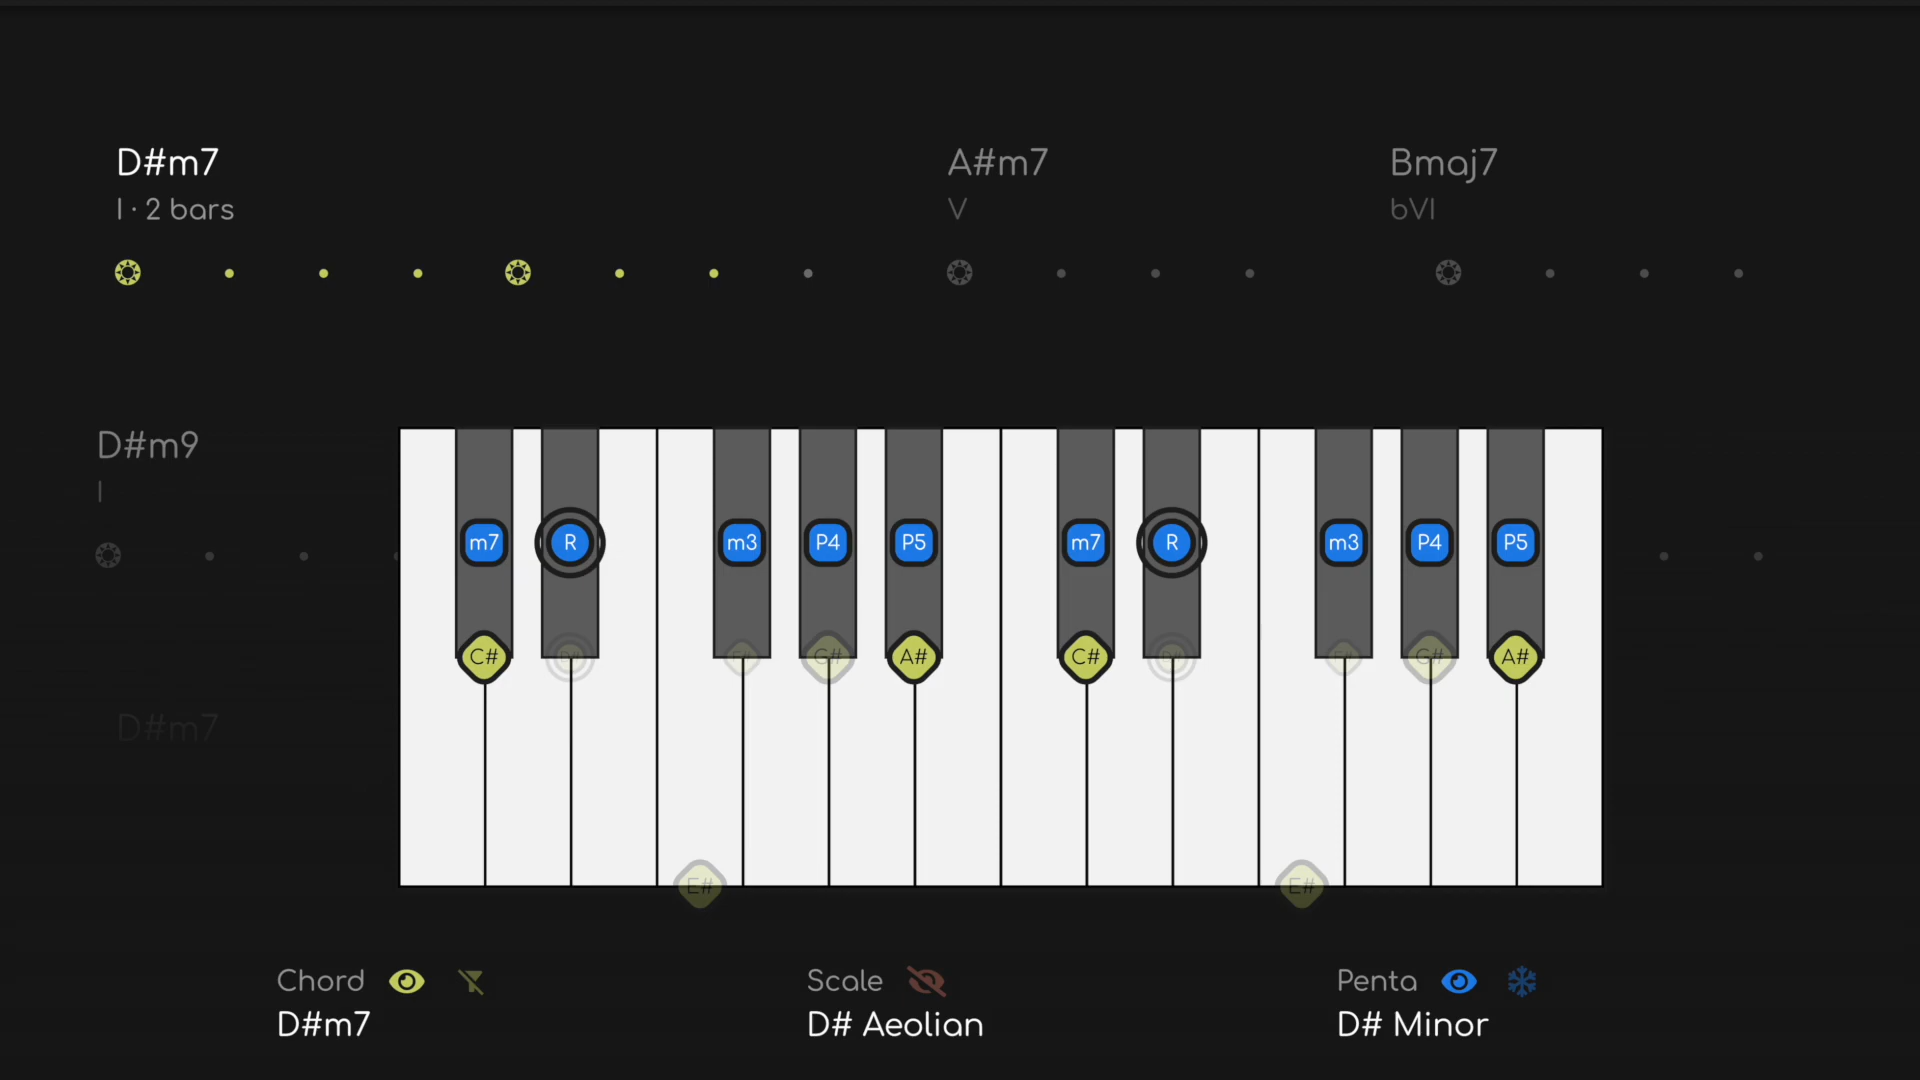 D#m7 A#m7 Bmaj7
I · 2 bars V bVI
D#m9
I
m7 R m3 P4 P5 m7 R m3 P4 P5
C# D# F# G# A# C# D# F# G# A#
D#m7
E# E#
Chord Scale Penta
D#m7 D# Aeolian D# Minor